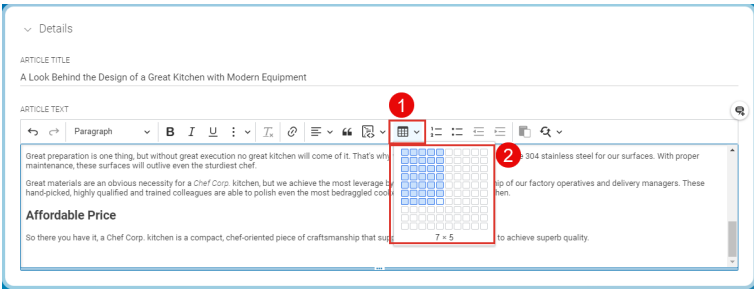 Details
ARTICLE TITLE
A Look Behind the Design of a Great Kitchen with Modern Equipment
ARTICLE TEXT
1
Paragraph B I U Tx
2
Great preparation is one thing, but without great execution no great kitchen will come of it. That's why 304 stainless steel for our surfaces. With proper
maintenance, these surfaces will outlive even the sturdiest chef.
Great materials are an obvious necessity for a Chef Corp. kitchen, but we achieve the most leverage by of our factory operatives and delivery managers. These
hand-picked, highly qualified and trained colleagues are able to polish even the most bedraggled
Affordable Price
7 × 5
So there you have it, a Chef Corp. kitchen is a compact, chef-oriented piece of craftsmanship that to achieve superb quality.